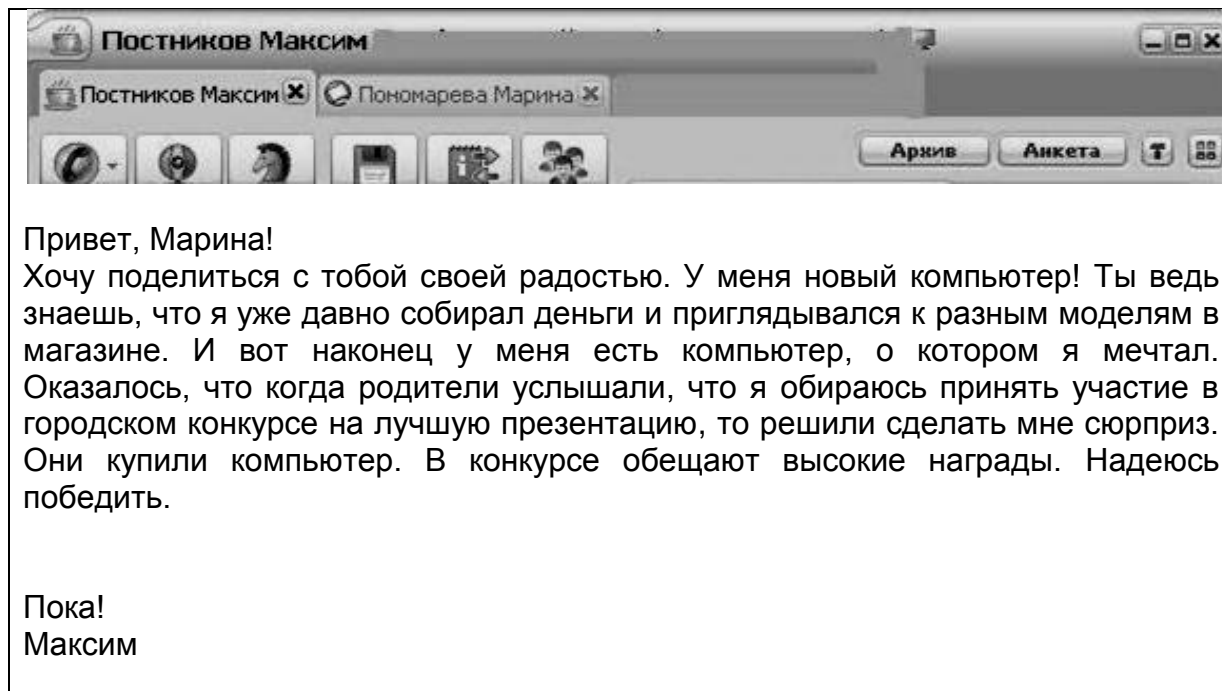 Постников Максим
Постников Максим
Пономарева Марина
Архив
Анкета
Т
Привет, Марина!
Хочу поделиться с тобой своей радостью. У меня новый компьютер! Ты ведь
знаешь, что я уже давно собирал деньги и приглядывался к разным моделям в
магазине. И вот наконец у меня есть компьютер, о котором я мечтал.
Оказалось, что когда родители услышали, что я обираюсь принять участие в
городском конкурсе на лучшую презентацию, то решили сделать мне сюрприз.
Они купили компьютер. В конкурсе обещают высокие награды. Надеюсь
победить.
Пока!
Максим